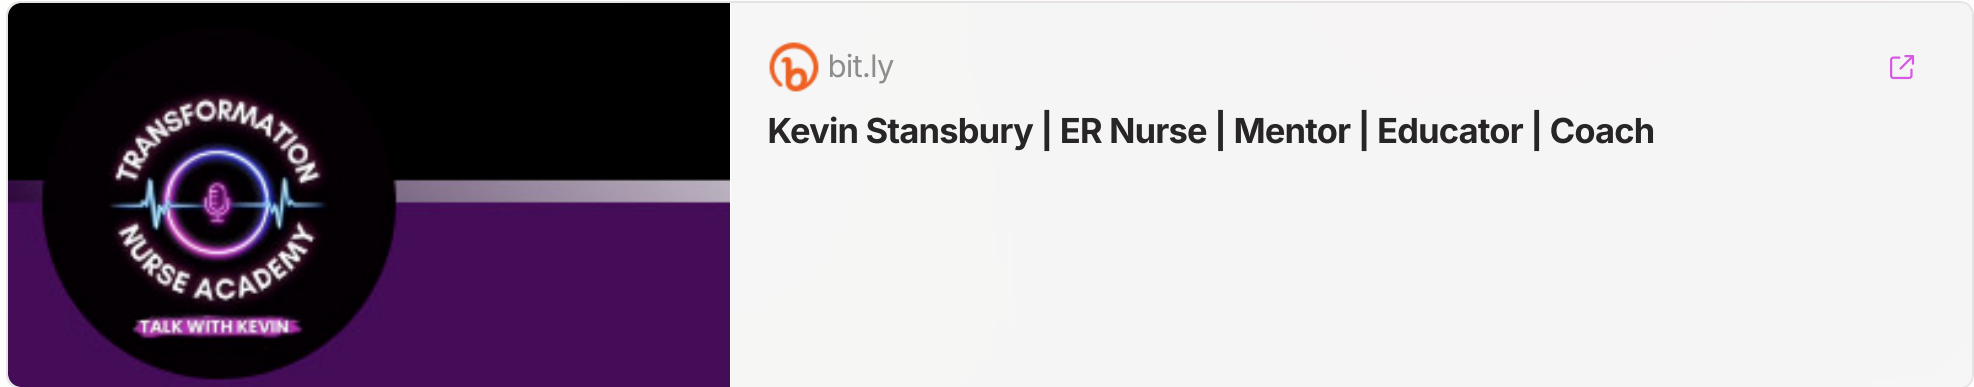 TRANSFORMATION
NURSE ACADEMY
TALK WITH KEVIN
bit.ly
Kevin Stansbury | ER Nurse | Mentor | Educator | Coach